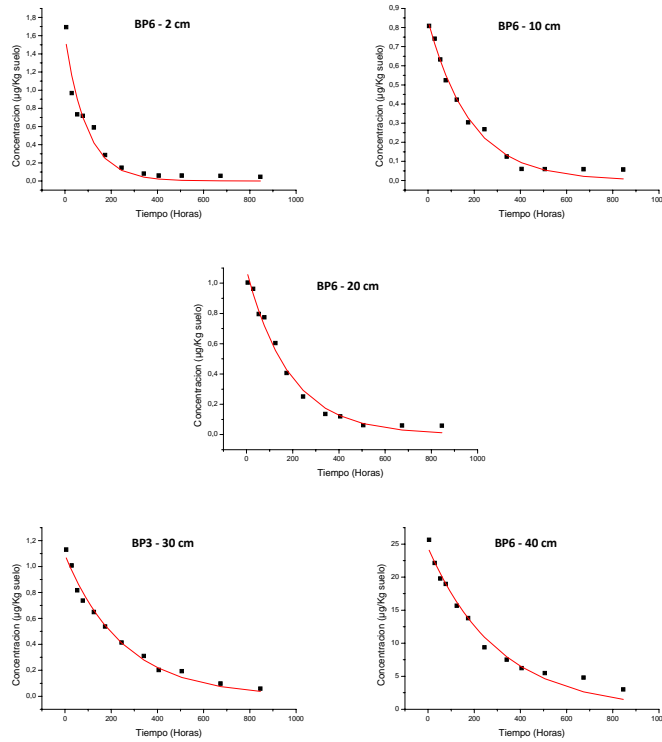 BP6 - 2 cm
1,8
1,6
1,4
1,2
1,0
0,8
0,6
0,4
0,2
0,0
Concentracion (µg/Kg suelo)
0 200 400 600 800 1000
Tiempo (Horas)
BP6 - 10 cm
0,9
0,8
0,7
0,6
0,5
0,4
0,3
0,2
0,1
0,0
Concentracion (µg/Kg suelo)
0 200 400 600 800 1000
Tiempo (Horas)
BP6 - 20 cm
1,0
0,8
0,6
0,4
0,2
0,0
Concentracion (µg/Kg suelo)
0 200 400 600 800 1000
Tiempo (Horas)
BP3 - 30 cm
1,2
1,0
0,8
0,6
0,4
0,2
0,0
Concentracion (µg/Kg suelo)
0 200 400 600 800 1000
Tiempo (Horas)
BP6 - 40 cm
25
20
15
10
5
0
Concentracion (µg/Kg suelo)
0 200 400 600 800 1000
Tiempo (Horas)